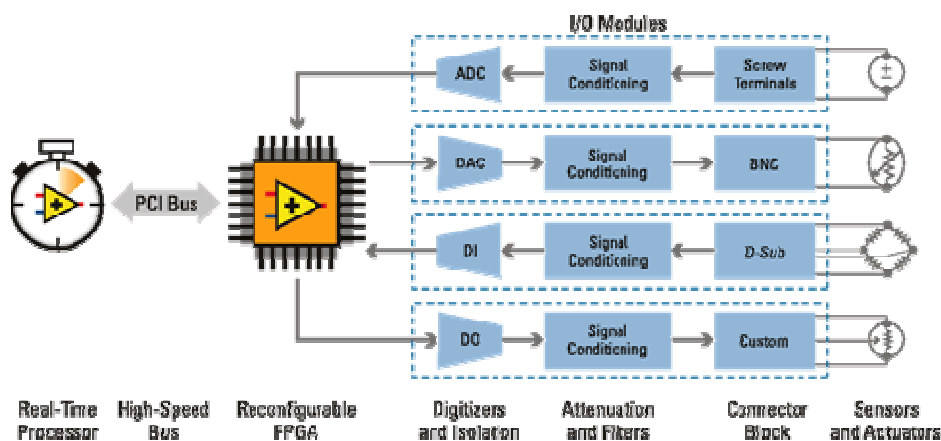 I/O Modules
ADC
Signal
Conditioning
Screw
Terminals
±
DAC
Signal
Conditioning
BNC
PCI Bus
DI
Signal
Conditioning
D-Sub
DO
Signal
Conditioning
Custom
Real-Time
Processor
High-Speed
Bus
Reconfigurable
FPGA
Digitizers
and Isolation
Attenuation
and Filters
Connector
Block
Sensors
and Actuators